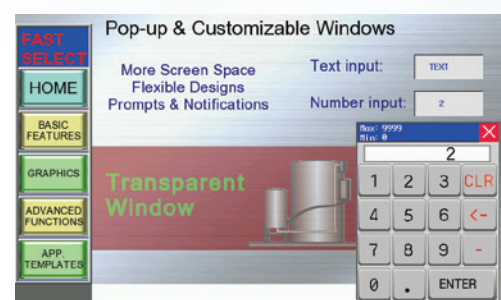 FAST
SELECT
HOME
BASIC
FEATURES
GRAPHICS
ADVANCED
FUNCTIONS
APP.
TEMPLATES
Pop-up & Customizable Windows
More Screen Space
Flexible Designs
Prompts & Notifications
Text input:
TEXT
Number input:
2
Transparent
Window
Max: 9999
Min: 0
2
1 2 3 CLR
4 5 6 <-
7 8 9 -
0 . ENTER